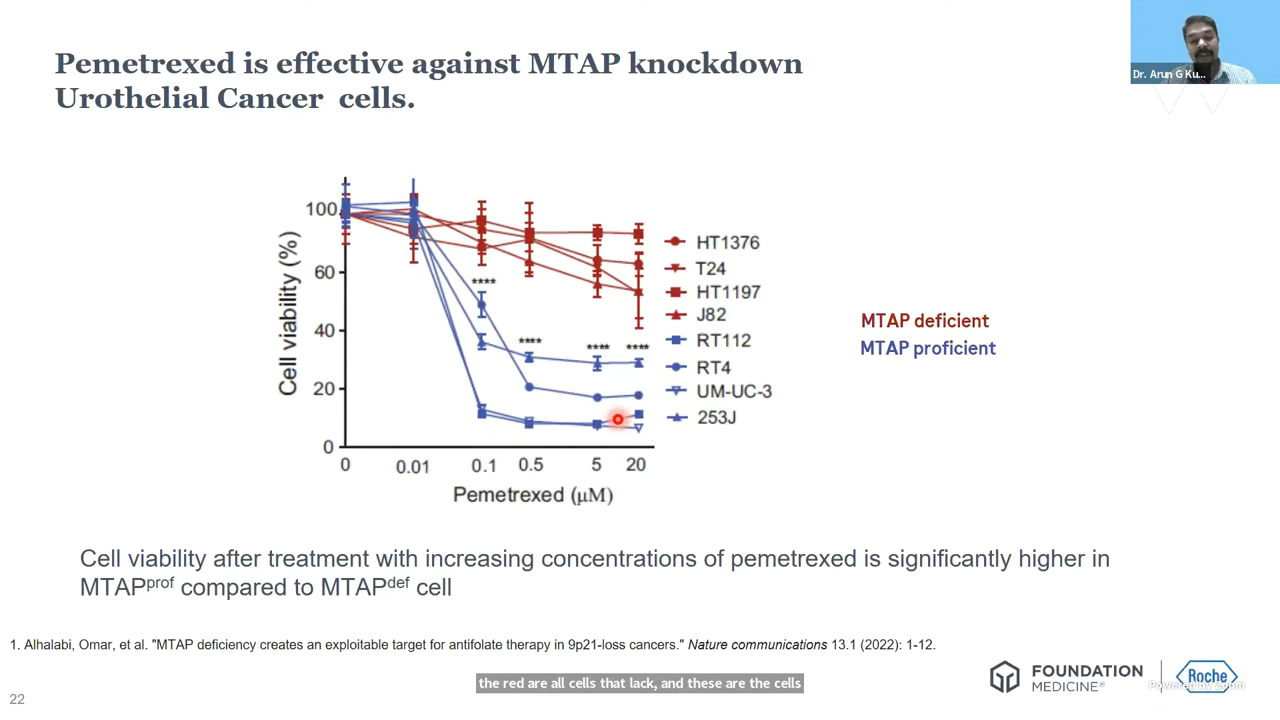 Pemetrexed is effective against MTAP knockdown
Urothelial Cancer cells.
Dr. Arun G Ku...
Cell viability (%)
100
60
40
20
0
0
0.01
0.1
0.5
5
20
Pemetrexed (µM)
****
****
****
****
HT1376
T24
HT1197
J82
RT112
RT4
UM-UC-3
253J
MTAP deficient
MTAP proficient
Cell viability after treatment with increasing concentrations of pemetrexed is significantly higher in
MTAPprof compared to MTAPdef cell
1. Alhalabi, Omar, et al. "MTAP deficiency creates an exploitable target for antifolate therapy in 9p21-loss cancers." Nature communications 13.1 (2022): 1-12.
FOUNDATION
MEDICINE®
Roche
Powered by Zoom
the red are all cells that lack, and these are the cells
22